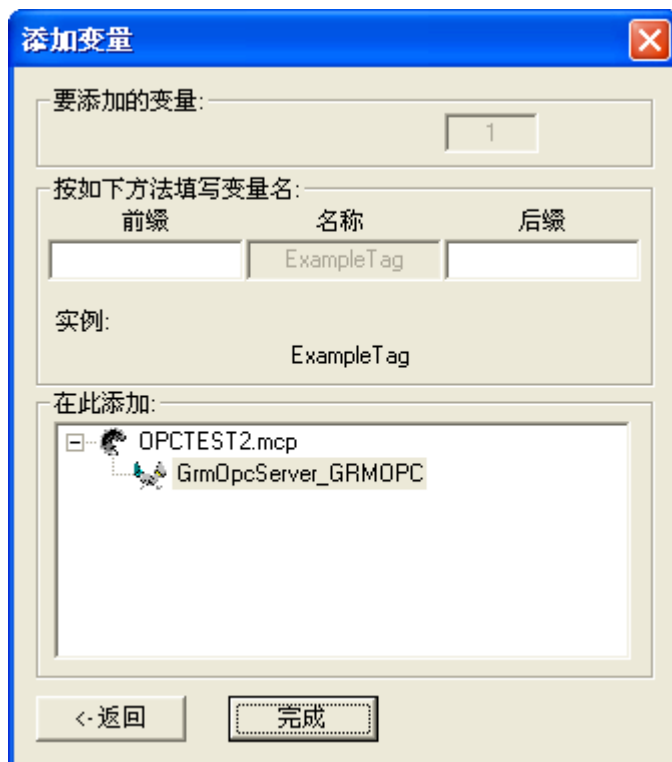 添加变量
要添加的变量:
1
按如下方法填写变量名:
前缀 名称 后缀
ExampleTag
实例:
ExampleTag
在此添加:
OPCTEST2.mcp
GrmOpcServer_GRMOPC
<-返回 完成